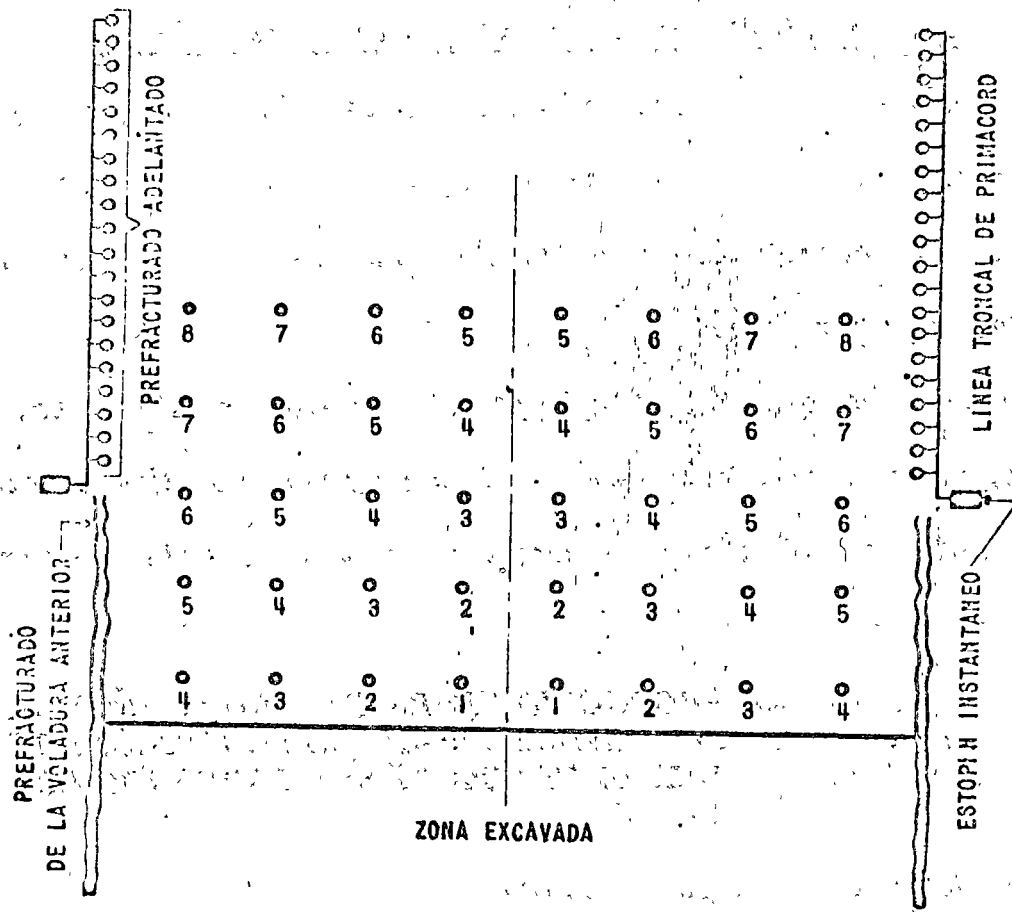 PREFRACTURADO
DE LA VOLADURA ANTERIOR
PREFRACTURADO ADELANTADO
8 7 6 5 5 6 7 8
7 6 5 4 4 5 6 7
6 5 4 3 3 4 5 6
5 4 3 2 2 3 4 5
4 3 2 1 1 2 3 4
ZONA EXCAVADA
ESTOPIN INSTANTANEO
LINEA TRONCAL DE PRIMACORD